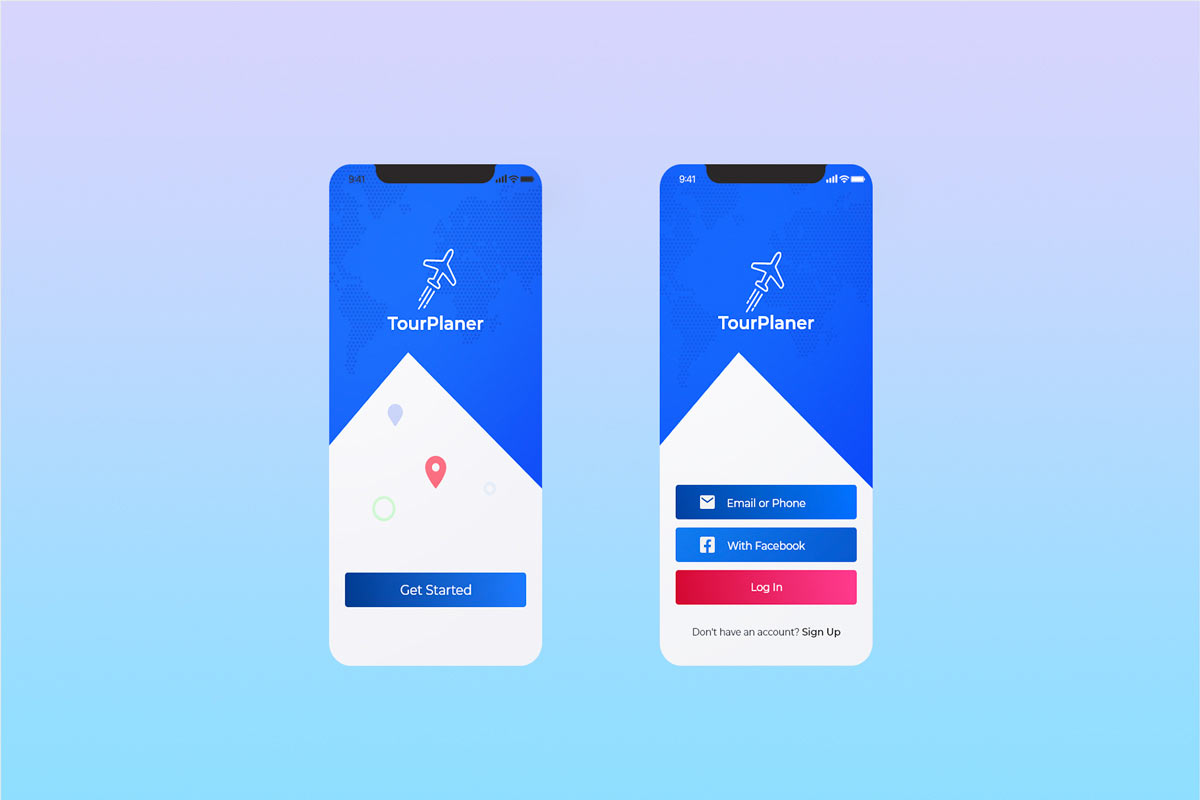 9:41
TourPlaner
Get Started
9:41
TourPlaner
Email or Phone
With Facebook
Log In
Don't have an account? Sign Up